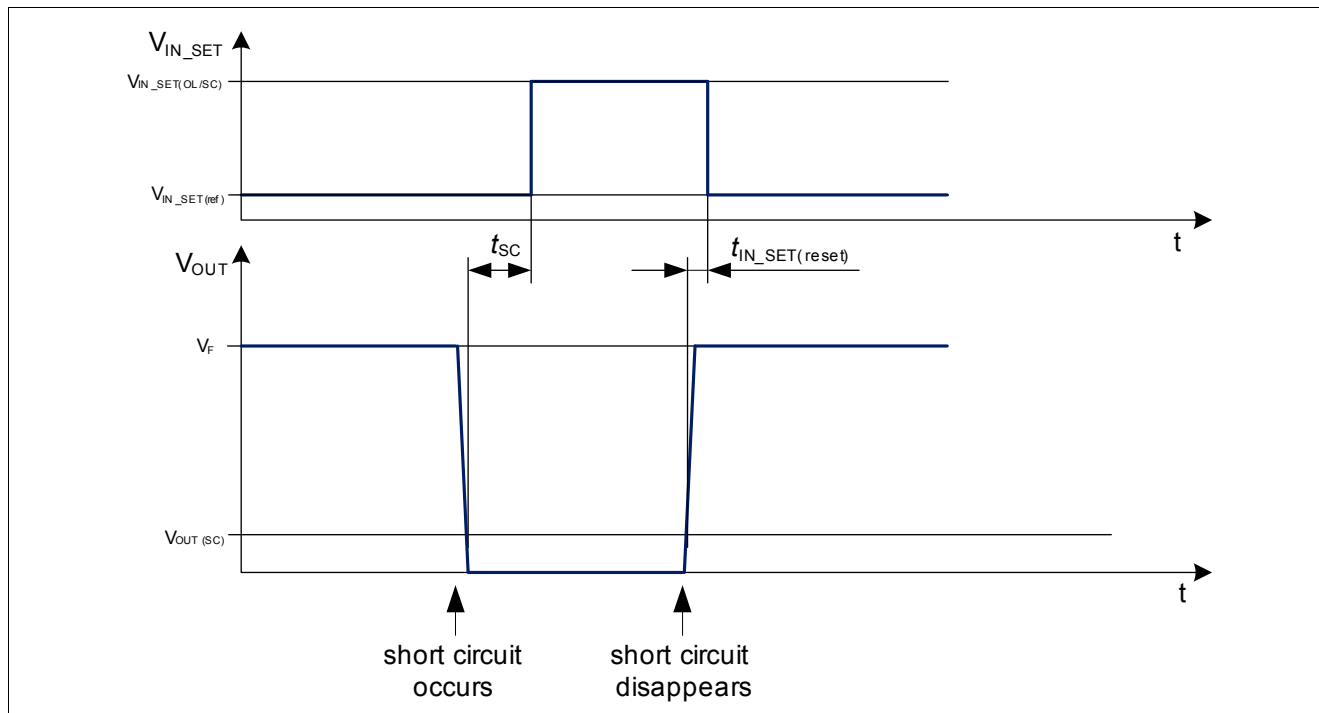 V_IN_SET
V_IN_SET(OL/SC)
V_IN_SET(ref)
t
t_SC
t_IN_SET(reset)
V_OUT
V_F
V_OUT(SC)
t
short circuit
occurs
short circuit
disappears